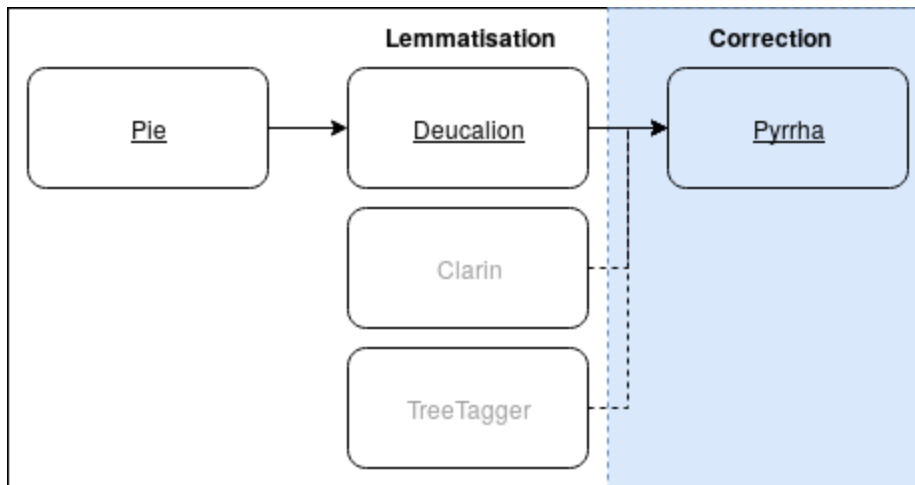 Lemmatisation
Correction
Pie
Deucalion
Pyrrha
Clarin
TreeTagger